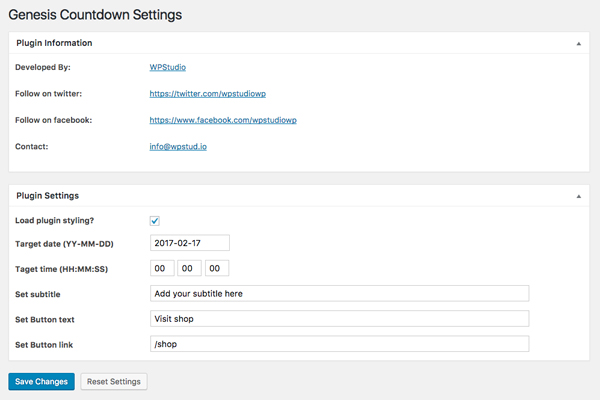 Genesis Countdown Settings
Plugin Information
Developed By: WPStudio
Follow on twitter: https://twitter.com/wpstudiowp
Follow on facebook: https://www.facebook.com/wpstudiowp
Contact: info@wpstud.io
Plugin Settings
Load plugin styling?
Target date (YY-MM-DD) 2017-02-17
Taget time (HH:MM:SS) 00 00 00
Set subtitle Add your subtitle here
Set Button text Visit shop
Set Button link /shop
Save Changes Reset Settings